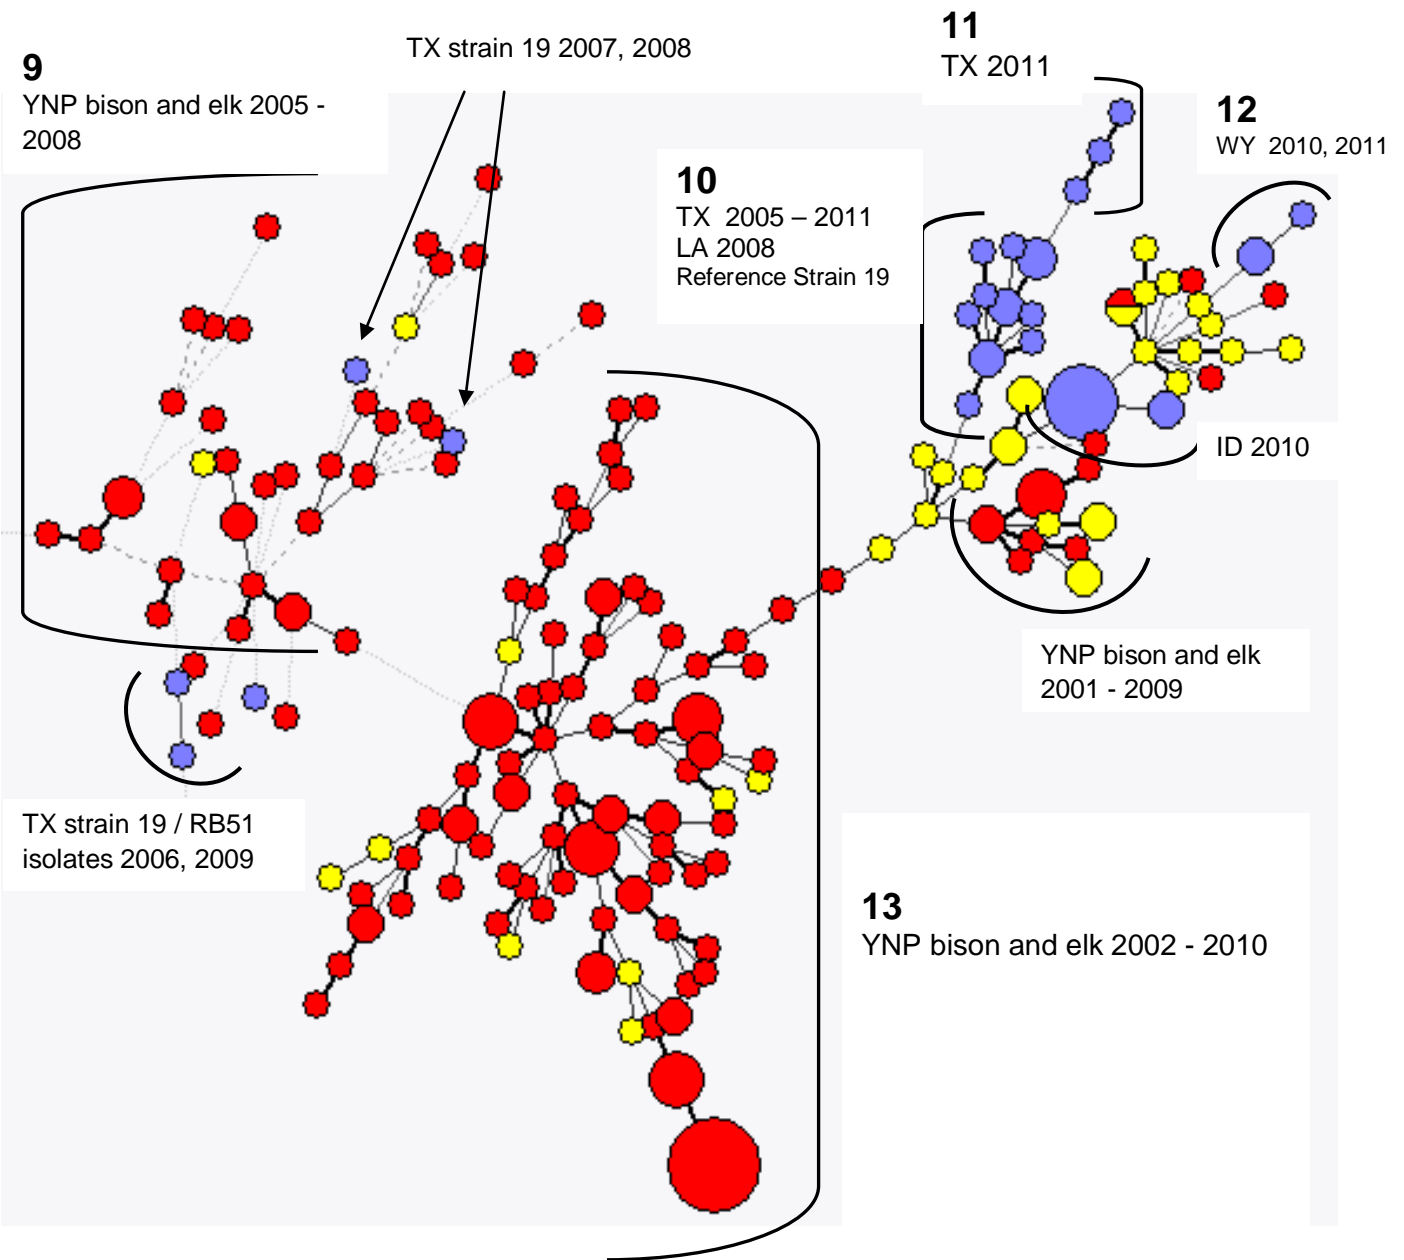 9
YNP bison and elk 2005 -
2008
TX strain 19 2007, 2008
11
TX 2011
12
WY 2010, 2011
10
TX 2005 – 2011
LA 2008
Reference Strain 19
ID 2010
YNP bison and elk
2001 - 2009
TX strain 19 / RB51
isolates 2006, 2009
13
YNP bison and elk 2002 - 2010